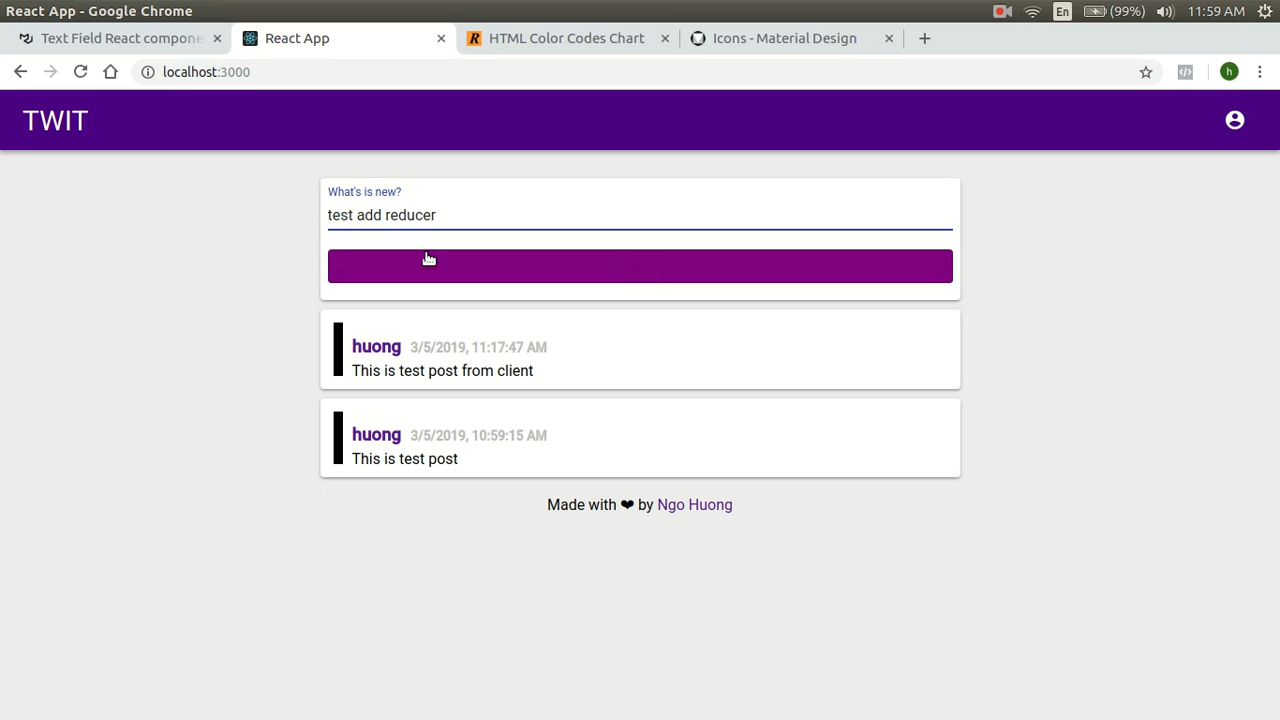 React App - Google Chrome
En
(99%)
11:59 AM
Text Field React compone
React App
HTML Color Codes Chart
Icons - Material Design
localhost:3000
h
TWIT
What's is new?
test add reducer
huong 3/5/2019, 11:17:47 AM
This is test post from client
huong 3/5/2019, 10:59:15 AM
This is test post
Made with ❤ by Ngo Huong